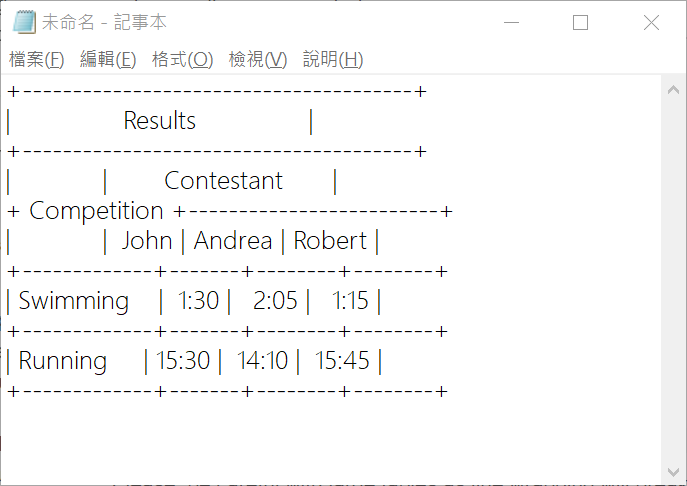 未命名 - 記事本
檔案(F) 編輯(E) 格式(O) 檢視(V) 說明(H)
+---------------------------------------+
|                Results                |
+---------------------------------------+
|             |        Contestant       |
+ Competition +-------------------------+
|             |  John | Andrea | Robert |
+-------------+-------+--------+--------+
| Swimming    |  1:30 |   2:05 |   1:15 |
+-------------+-------+--------+--------+
| Running     | 15:30 |  14:10 |  15:45 |
+-------------+-------+--------+--------+